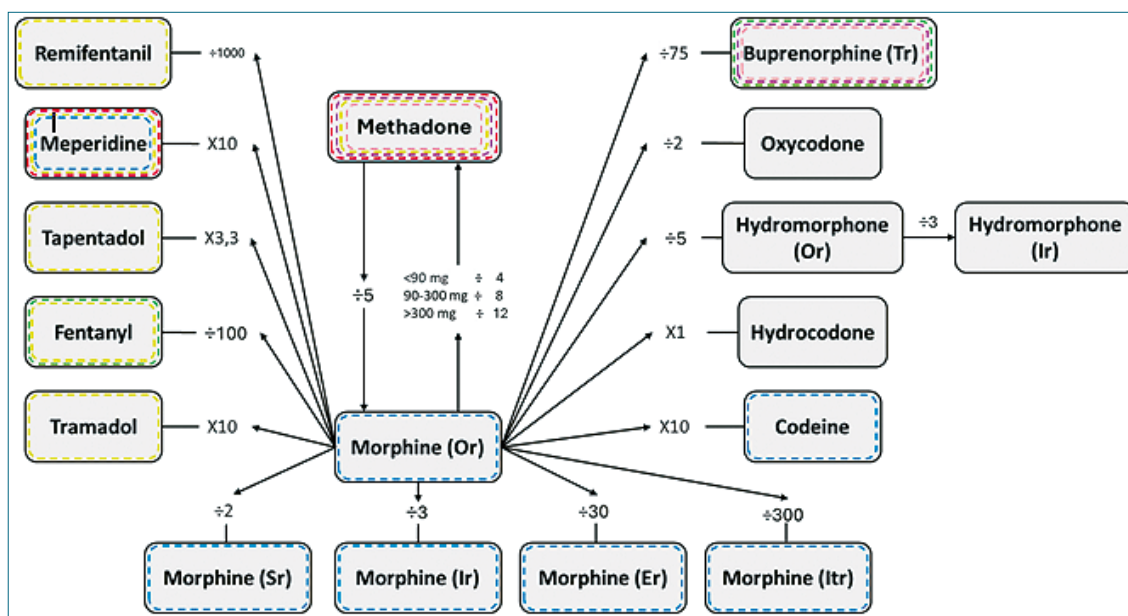 Remifentanil
÷1000
÷75
Buprenorphine (Tr)
Meperidine
X10
Methadone
÷2
Oxycodone
Tapentadol
X3,3
÷5
Hydromorphone
(Or)
÷3
Hydromorphone
(Ir)
÷5
<90 mg ÷ 4
90-300 mg ÷ 8
>300 mg ÷ 12
Fentanyl
÷100
X1
Hydrocodone
Tramadol
X10
Morphine (Or)
X10
Codeine
÷2
÷3
÷30
÷300
Morphine (Sr)
Morphine (Ir)
Morphine (Er)
Morphine (Itr)